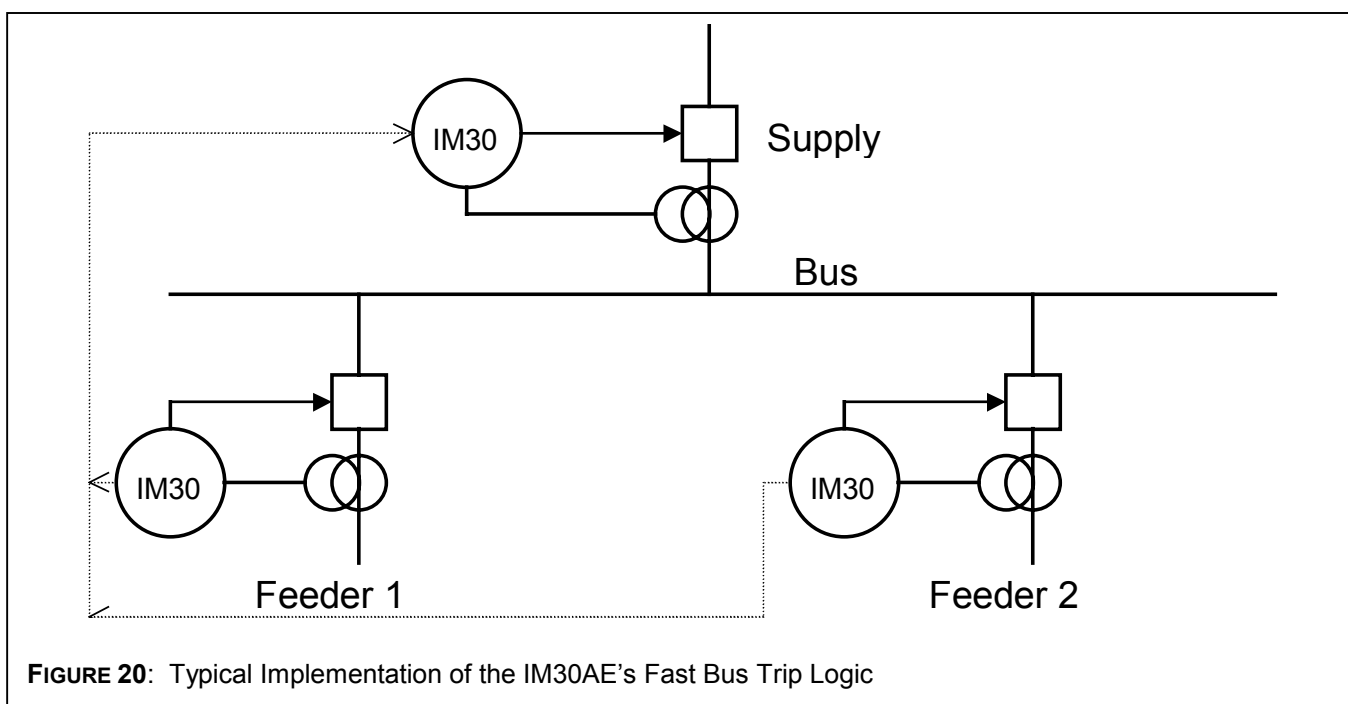 IM30
Supply
Bus
IM30
IM30
Feeder 1
Feeder 2
FIGURE 20: Typical Implementation of the IM30AE's Fast Bus Trip Logic